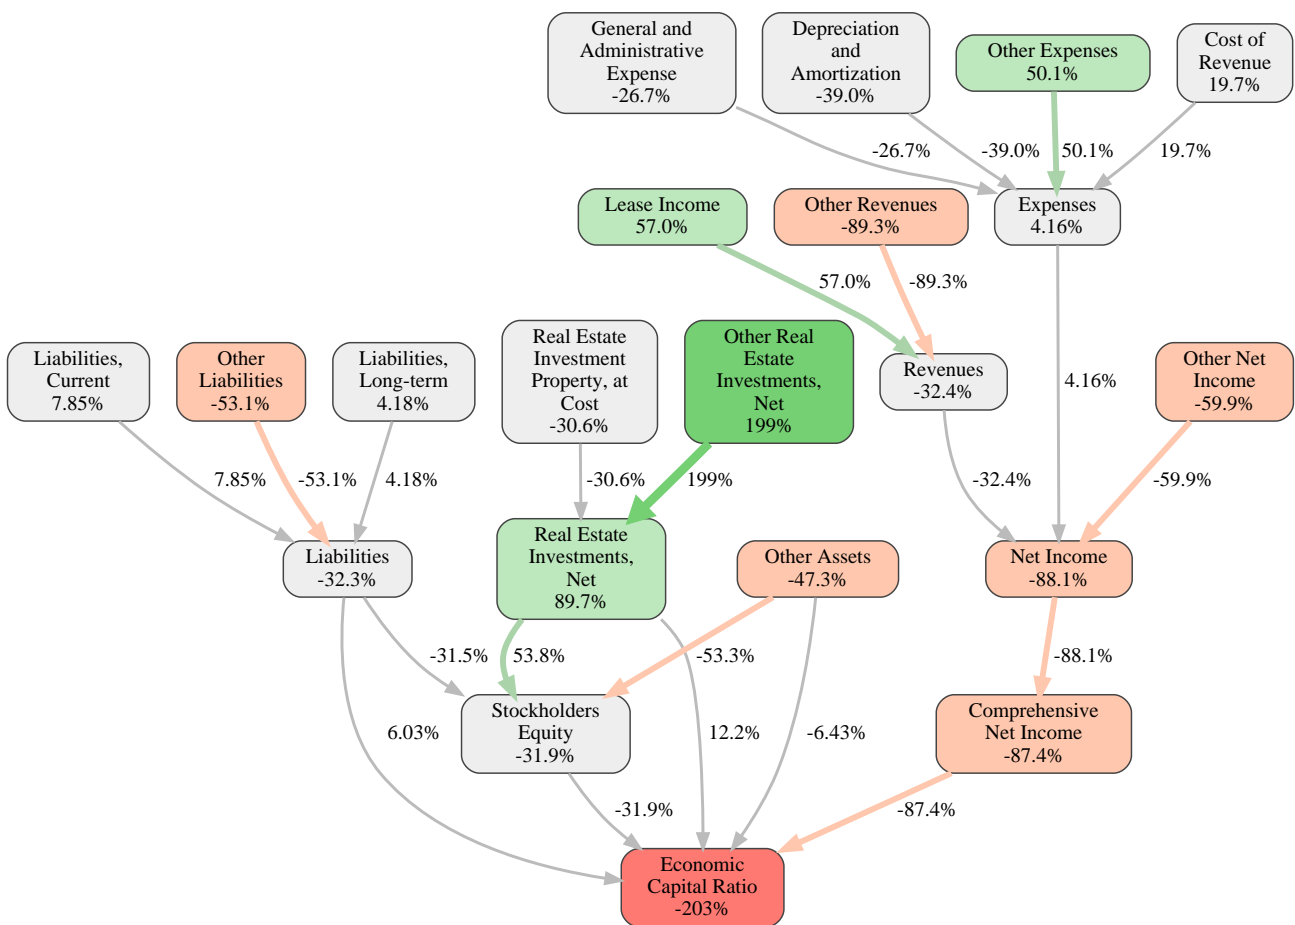 General and
Administrative
Expense
-26.7%
Depreciation
and
Amortization
-39.0%
Other Expenses
50.1%
Cost of
Revenue
19.7%
-26.7%
-39.0%
50.1%
19.7%
Lease Income
57.0%
Other Revenues
-89.3%
Expenses
4.16%
57.0%
-89.3%
Liabilities,
Current
7.85%
Other
Liabilities
-53.1%
Liabilities,
Long-term
4.18%
Real Estate
Investment
Property, at
Cost
-30.6%
Other Real
Estate
Investments,
Net
199%
Revenues
-32.4%
4.16%
Other Net
Income
-59.9%
7.85%
-53.1%
4.18%
-30.6%
199%
-32.4%
-59.9%
Liabilities
-32.3%
Real Estate
Investments,
Net
89.7%
Other Assets
-47.3%
Net Income
-88.1%
-31.5%
53.8%
-53.3%
-88.1%
6.03%
Stockholders
Equity
-31.9%
12.2%
-6.43%
Comprehensive
Net Income
-87.4%
-31.9%
-87.4%
Economic
Capital Ratio
-203%